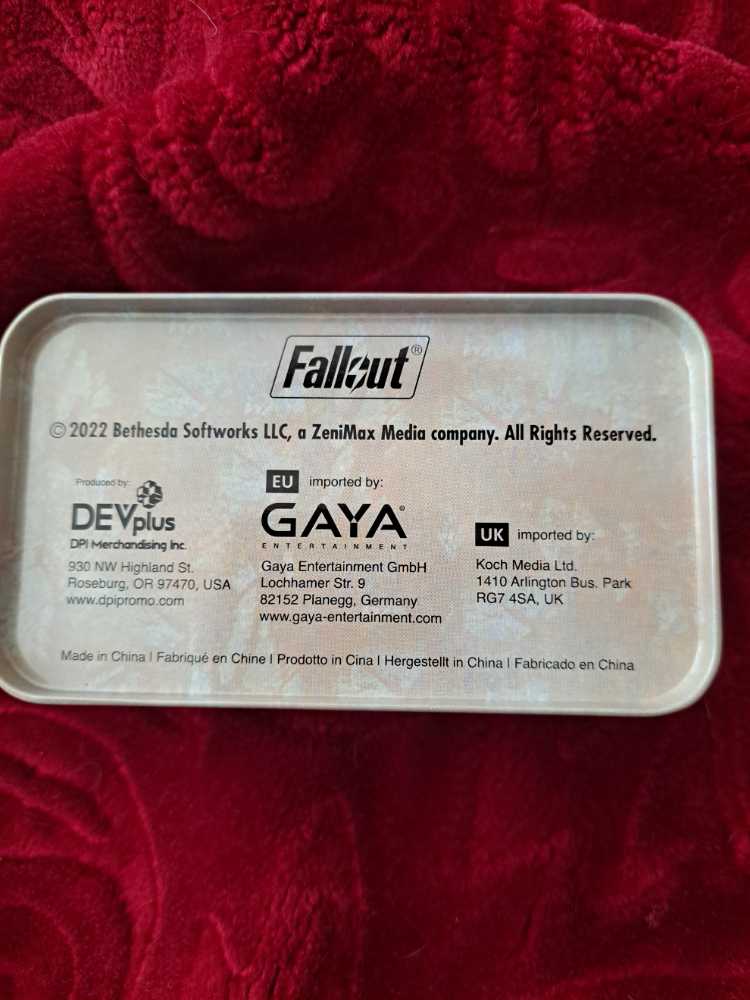 Fallout®
© 2022 Bethesda Softworks LLC, a ZeniMax Media company. All Rights Reserved.
Produced by:
DEVplus
DPI Merchandising Inc.
930 NW Highland St.
Roseburg, OR 97470, USA
www.dpipromo.com
EU imported by:
GAYA®
ENTERTAINMENT
Gaya Entertainment GmbH
Lochhamer Str. 9
82152 Planegg, Germany
www.gaya-entertainment.com
UK imported by:
Koch Media Ltd.
1410 Arlington Bus. Park
RG7 4SA, UK
Made in China | Fabriqué en Chine | Prodotto in Cina | Hergestellt in China | Fabricado en China